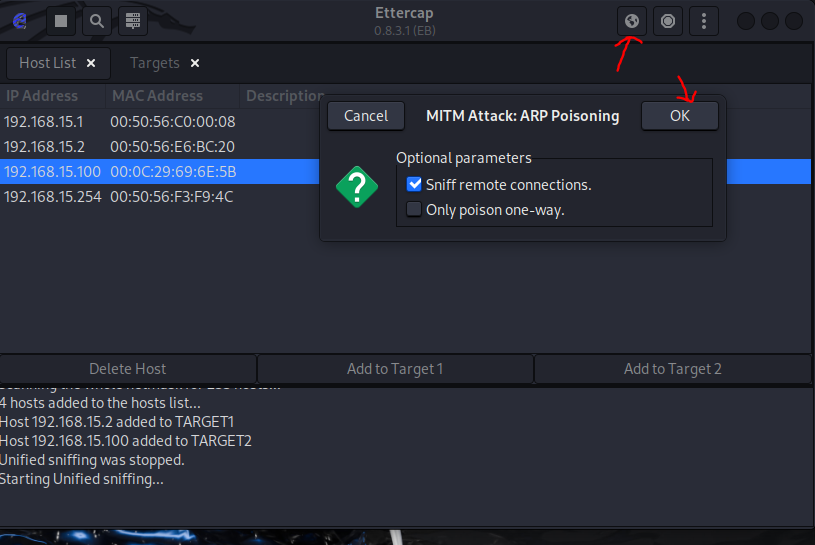 Ettercap
0.8.3.1 (EB)
Host List ×
Targets ×
IP Address MAC Address Description
192.168.15.1 00:50:56:C0:00:08
192.168.15.2 00:50:56:E6:BC:20
192.168.15.100 00:0C:29:69:6E:5B
192.168.15.254 00:50:56:F3:F9:4C
Cancel
MITM Attack: ARP Poisoning
OK
Optional parameters
Sniff remote connections.
Only poison one-way.
Delete Host
Add to Target 1
Add to Target 2
4 hosts added to the hosts list...
Host 192.168.15.2 added to TARGET1
Host 192.168.15.100 added to TARGET2
Unified sniffing was stopped.
Starting Unified sniffing...